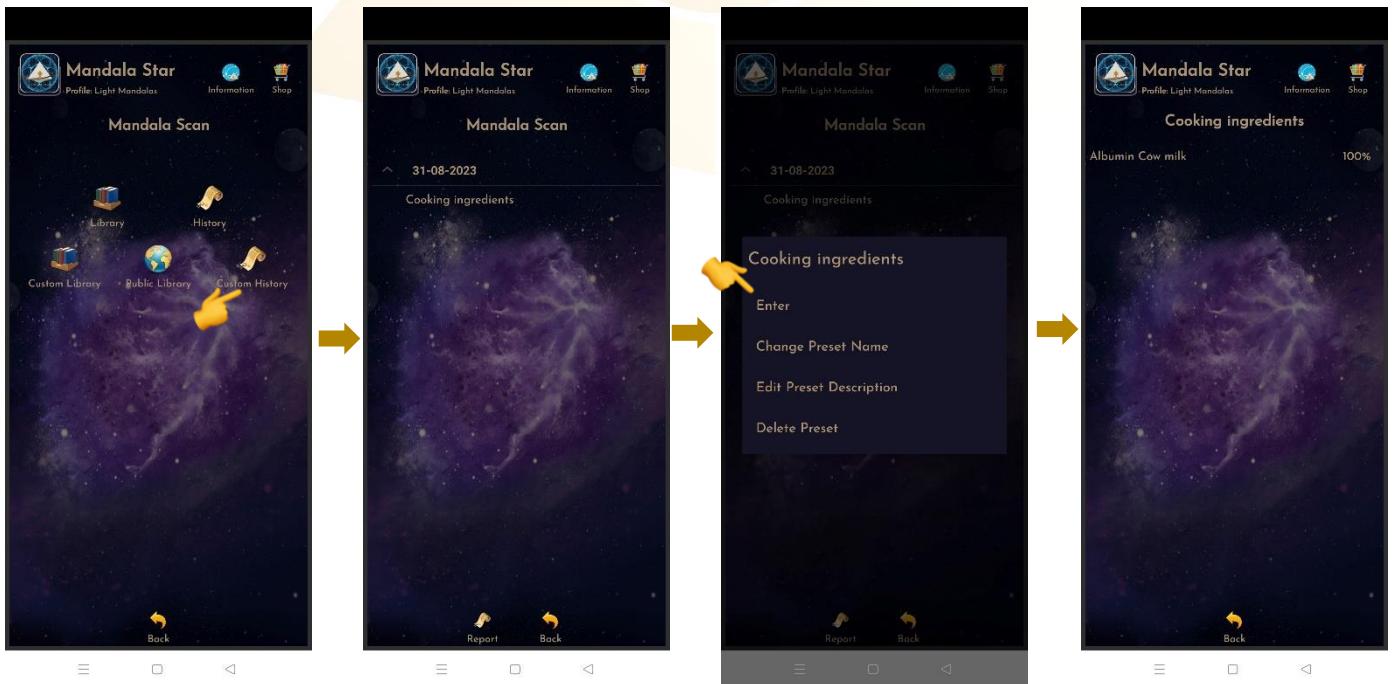 Mandala Star
Profile: Light Mandalas
Information
Shop
Mandala Scan
Library
History
Custom Library
Public Library
Custom History
Back
Mandala Star
Profile: Light Mandalas
Information
Shop
Mandala Scan
31-08-2023
Cooking ingredients
Report
Back
Mandala Star
Profile: Light Mandalas
Information
Shop
Mandala Scan
31-08-2023
Cooking ingredients
Cooking ingredients
Enter
Change Preset Name
Edit Preset Description
Delete Preset
Report
Back
Mandala Star
Profile: Light Mandalas
Information
Shop
Cooking ingredients
Albumin Cow milk 100%
Back